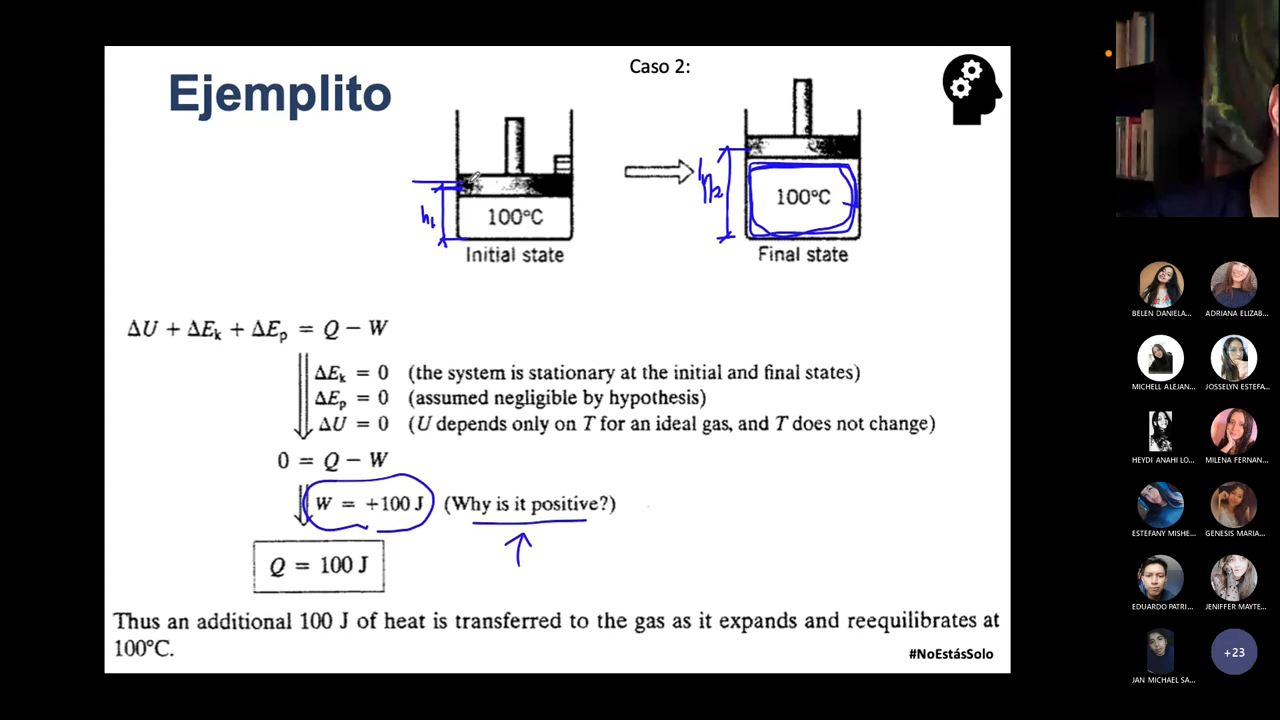 Caso 2:
Ejemplito
h₁
h₂
100°C
100°C
Initial state
Final state
ΔU + ΔEk + ΔEp = Q − W
ΔEk = 0 (the system is stationary at the initial and final states)
ΔEp = 0 (assumed negligible by hypothesis)
ΔU = 0 (U depends only on T for an ideal gas, and T does not change)
0 = Q − W
W = +100 J (Why is it positive?)
Q = 100 J
Thus an additional 100 J of heat is transferred to the gas as it expands and reequilibrates at
100°C.
#NoEstásSolo
BELEN DANIELA...
ADRIANA ELIZAB...
MICHELL ALEJAN...
JOSSELYN ESTEFA...
HEYDI ANAHI LO...
MILENA FERNAN...
ESTEFANY MISHE...
GENESIS MARIA...
EDUARDO PATRI...
JENIFFER MAYTE...
JAN MICHAEL SA...
+23